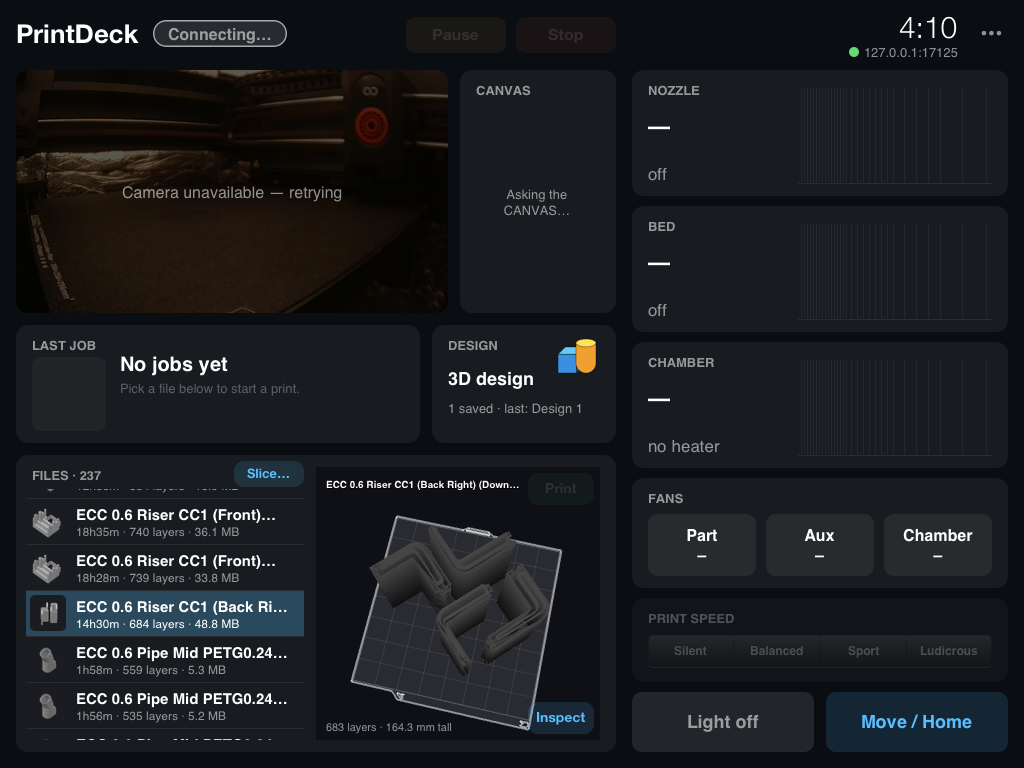 PrintDeck
Connecting…
Pause
Stop
4:10
127.0.0.1:17125
Camera unavailable — retrying
CANVAS
Asking the
CANVAS…
NOZZLE
—
off
BED
—
off
CHAMBER
—
no heater
LAST JOB
No jobs yet
Pick a file below to start a print.
DESIGN
3D design
1 saved · last: Design 1
FILES · 237
Slice…
ECC 0.6 Riser CC1 (Front)…
18h35m · 740 layers · 36.1 MB
ECC 0.6 Riser CC1 (Front)…
18h28m · 739 layers · 33.8 MB
ECC 0.6 Riser CC1 (Back Ri…
14h30m · 684 layers · 48.8 MB
ECC 0.6 Pipe Mid PETG0.24…
1h58m · 559 layers · 5.3 MB
ECC 0.6 Pipe Mid PETG0.24…
1h56m · 535 layers · 5.2 MB
ECC 0.6 Riser CC1 (Back Right) (Down…
Print
683 layers · 164.3 mm tall
Inspect
FANS
Part
–
Aux
–
Chamber
–
PRINT SPEED
Silent
Balanced
Sport
Ludicrous
Light off
Move / Home